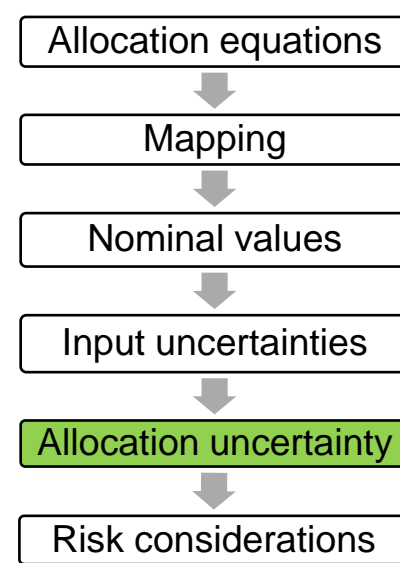 Allocation equations
Mapping
Nominal values
Input uncertainties
Allocation uncertainty
Risk considerations